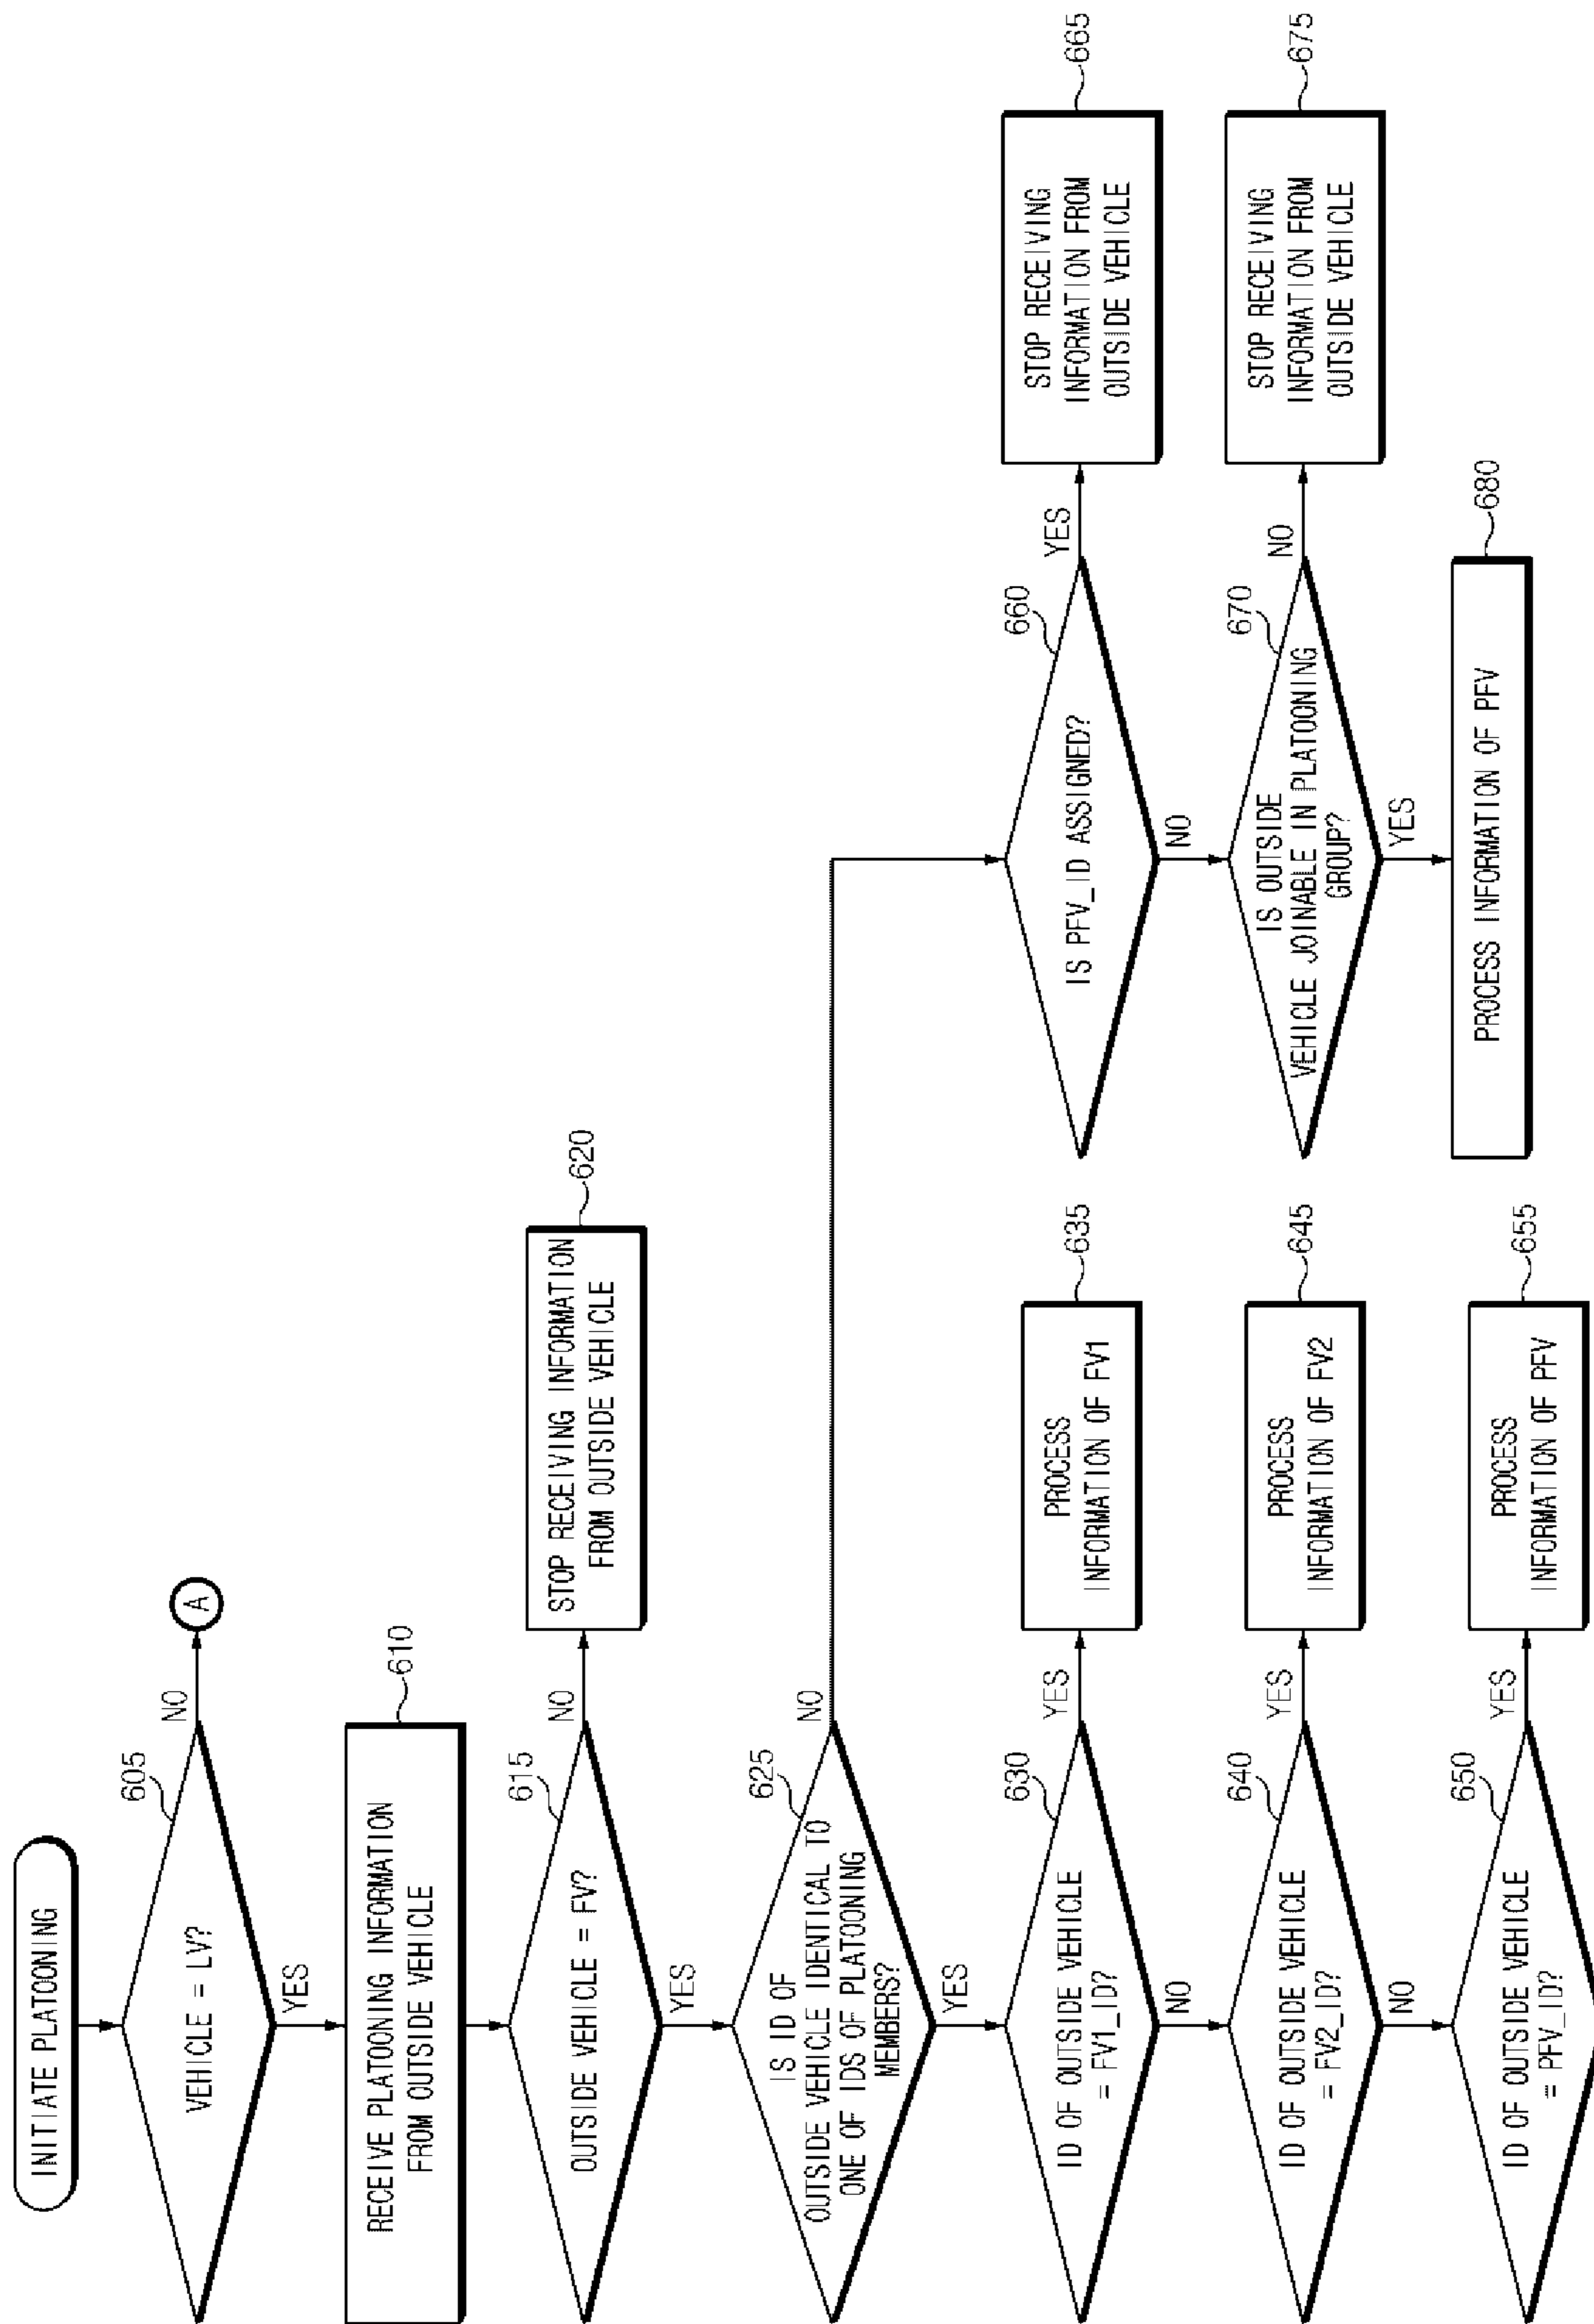 INITIATE PLATOONING
605
VEHICLE = LV?
NO
A
YES
610
RECEIVE PLATOONING INFORMATION
FROM OUTSIDE VEHICLE
615
OUTSIDE VEHICLE = FV?
NO
620
STOP RECEIVING INFORMATION
FROM OUTSIDE VEHICLE
YES
625
IS ID OF
OUTSIDE VEHICLE IDENTICAL TO
ONE OF IDS OF PLATOONING
MEMBERS?
NO
YES
630
ID OF OUTSIDE VEHICLE
= FV1_ID?
YES
635
PROCESS
INFORMATION OF FV1
NO
640
ID OF OUTSIDE VEHICLE
= FV2_ID?
YES
645
PROCESS
INFORMATION OF FV2
NO
650
ID OF OUTSIDE VEHICLE
= PFV_ID?
YES
655
PROCESS
INFORMATION OF PFV
660
IS PFV_ID ASSIGNED?
YES
665
STOP RECEIVING
INFORMATION FROM
OUTSIDE VEHICLE
NO
670
IS OUTSIDE
VEHICLE JOINABLE IN PLATOONING
GROUP?
NO
675
STOP RECEIVING
INFORMATION FROM
OUTSIDE VEHICLE
YES
680
PROCESS INFORMATION OF PFV